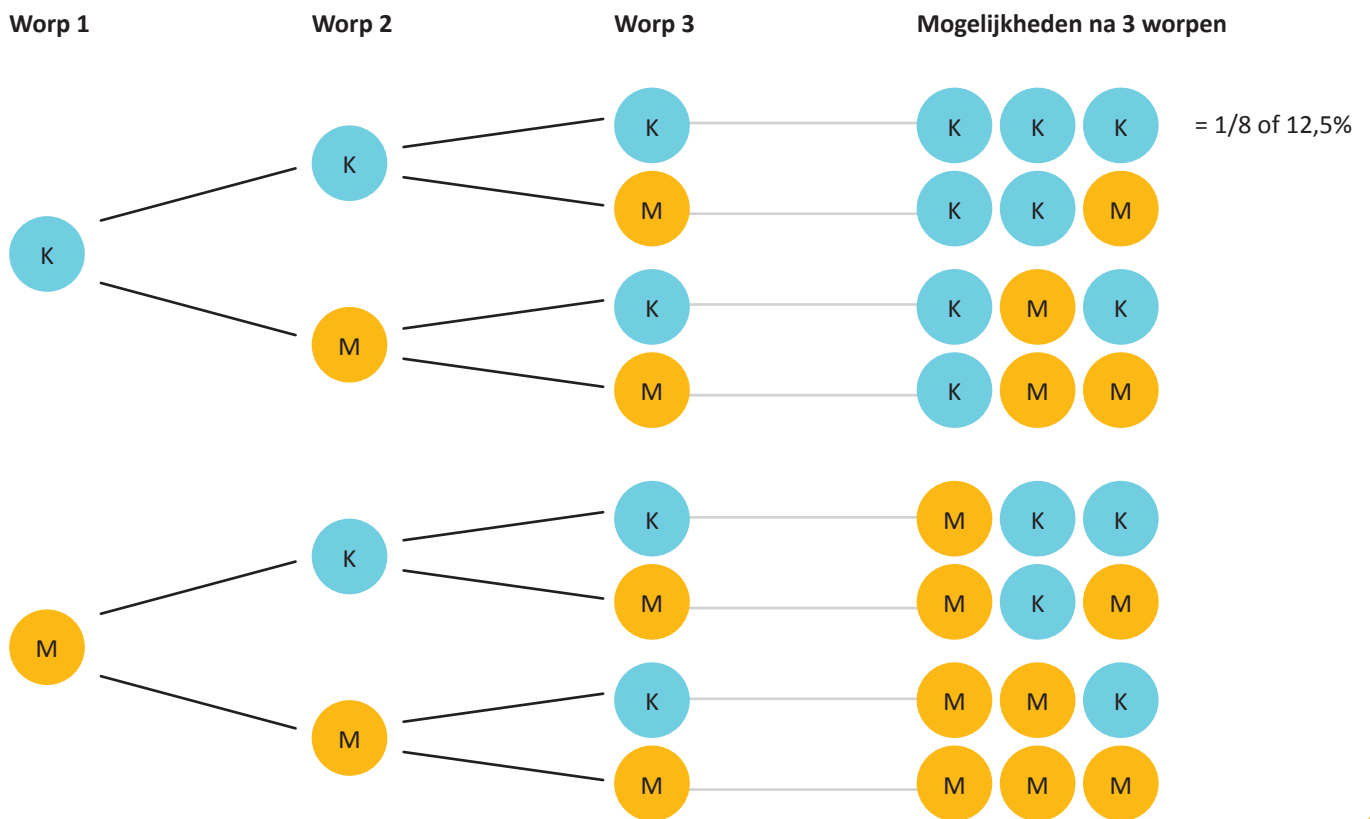 Worp 1 Worp 2 Worp 3 Mogelijkheden na 3 worpen
K K K K = 1/8 of 12,5%
K
M K K M
K
K K M K
M
M K M M
K M K K
K
M M K M
M
K M M K
M
M M M M